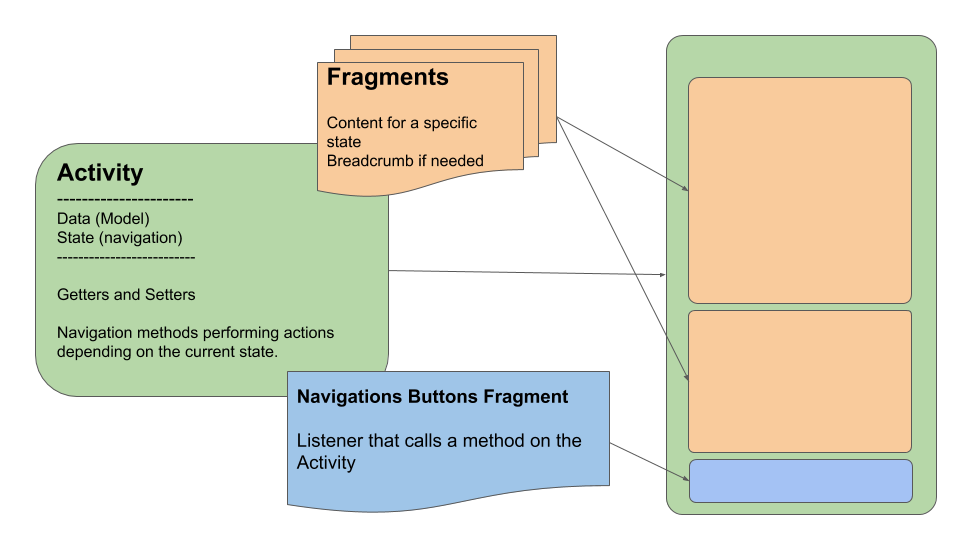 Fragments
Content for a specific
state
Breadcrumb if needed
Activity
----------------------
Data (Model)
State (navigation)
--------------------------
Getters and Setters
Navigation methods performing actions
depending on the current state.
Navigations Buttons Fragment
Listener that calls a method on the
Activity